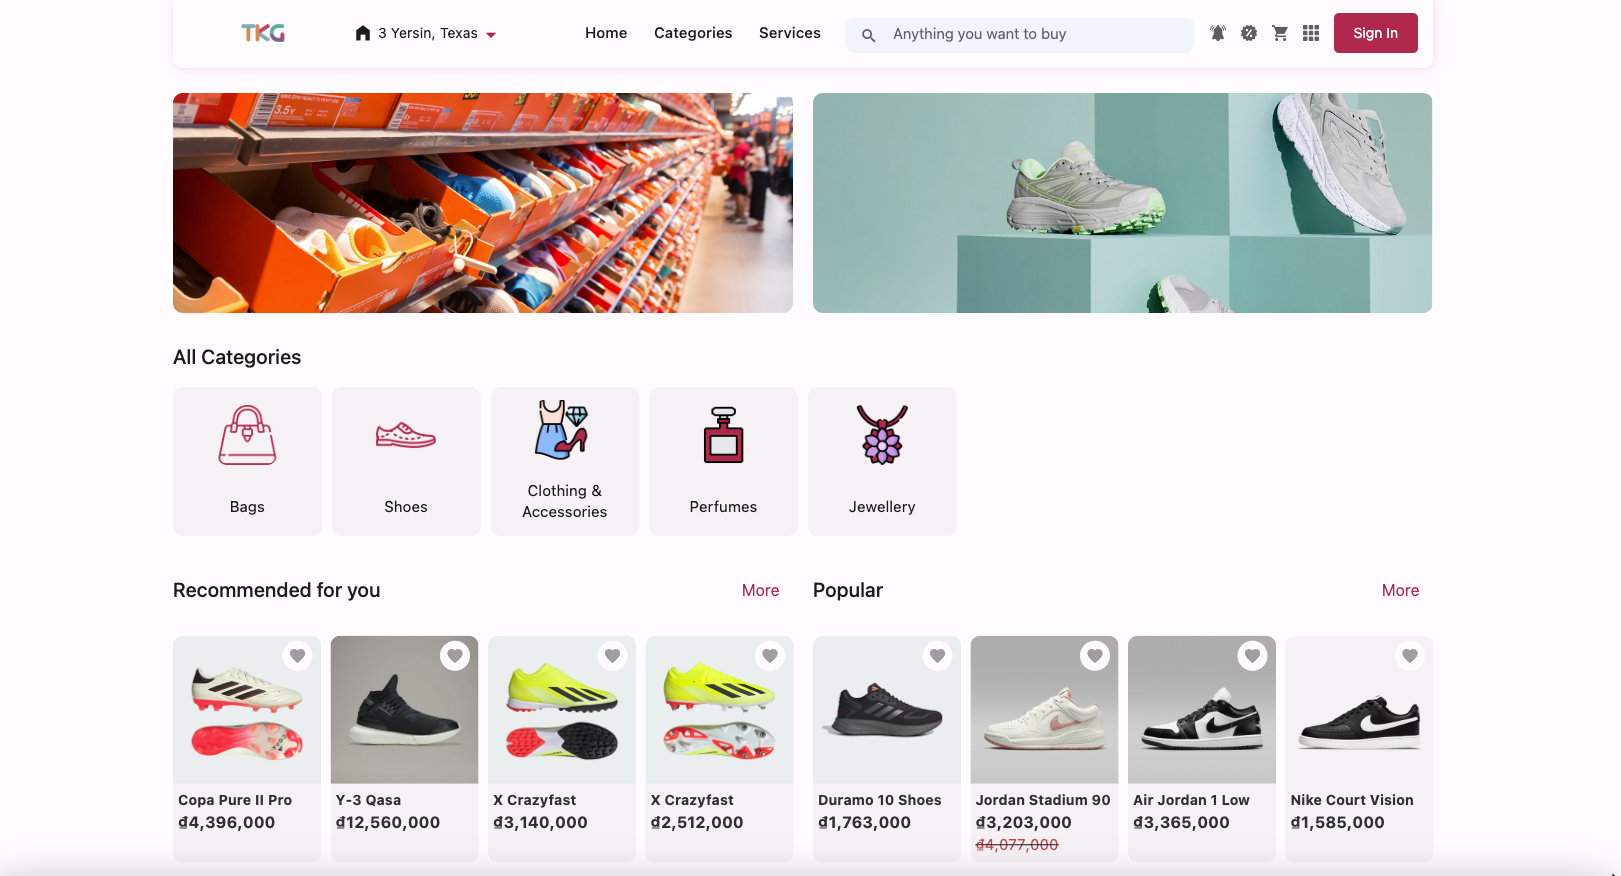 TKG
3 Yersin, Texas
Home
Categories
Services
Anything you want to buy
Sign In
3.5Y
All Categories
Bags
Shoes
Clothing &
Accessories
Perfumes
Jewellery
Recommended for you
More
Popular
More
Copa Pure II Pro
₫4,396,000
Y-3 Qasa
₫12,560,000
X Crazyfast
₫3,140,000
X Crazyfast
₫2,512,000
Duramo 10 Shoes
₫1,763,000
Jordan Stadium 90
₫3,203,000
₫4,077,000
Air Jordan 1 Low
₫3,365,000
Nike Court Vision
₫1,585,000